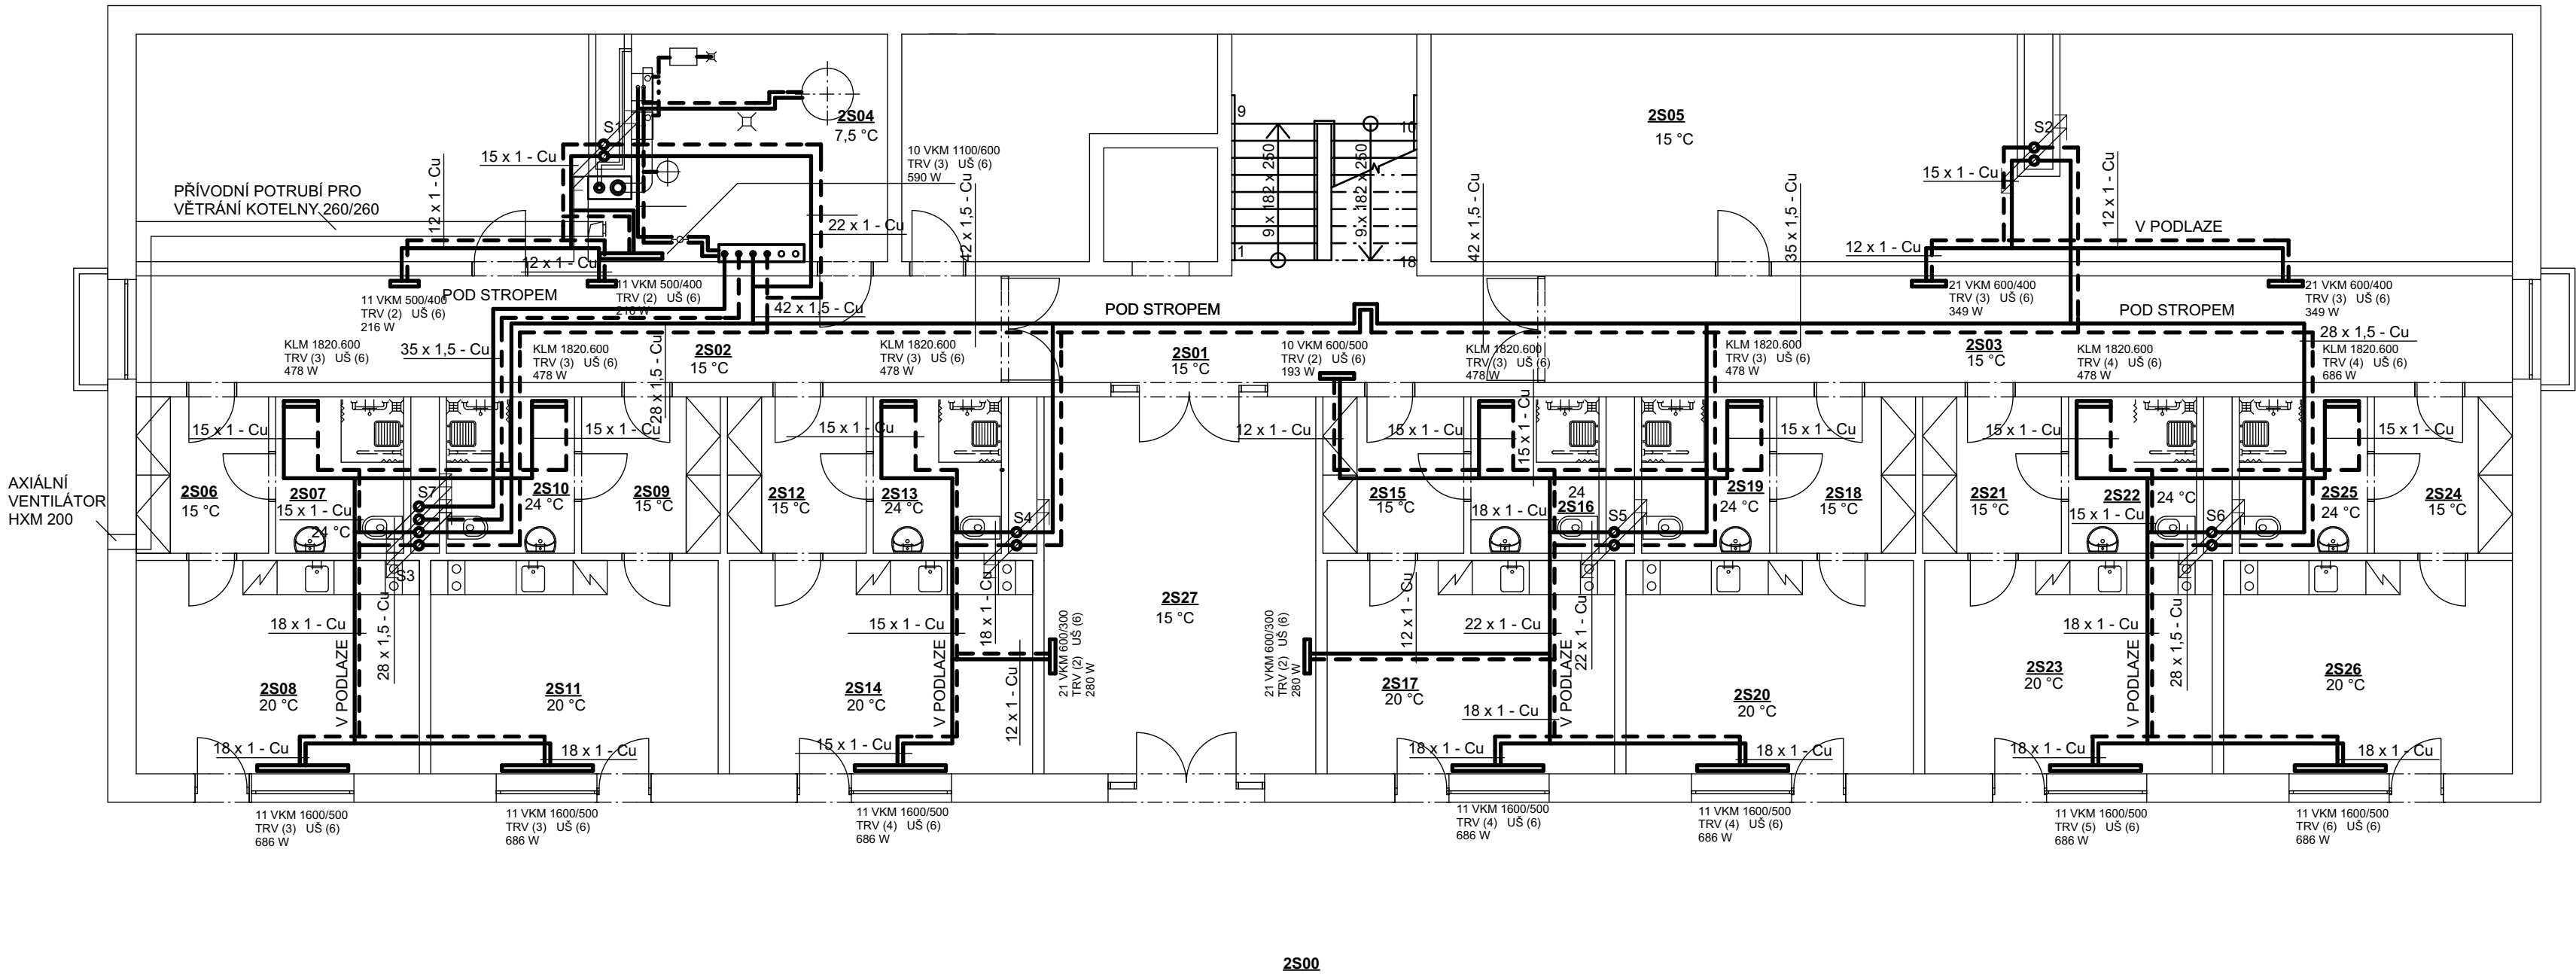 2S04
7,5 °C
S1
15 x 1 - Cu
12 x 1 - Cu
PŘÍVODNÍ POTRUBÍ PRO
VĚTRÁNÍ KOTELNY 260/260
10 VKM 1100/600
TRV (3) UŠ (6)
590 W
42 x 1,5 - Cu
22 x 1 - Cu
12 x 1 - Cu
11 VKM 500/400
TRV (2) UŠ (6)
216 W
11 VKM 500/400
TRV (2) UŠ (6)
216 W
POD STROPEM
42 x 1,5 - Cu
9
10
9 x 182 x 250
9 x 182 x 250
1
18
42 x 1,5 - Cu
35 x 1,5 - Cu
2S05
15 °C
S2
15 x 1 - Cu
12 x 1 - Cu
12 x 1 - Cu
V PODLAZE
21 VKM 600/400
TRV (3) UŠ (6)
349 W
21 VKM 600/400
TRV (3) UŠ (6)
349 W
POD STROPEM
POD STROPEM
28 x 1,5 - Cu
KLM 1820.600
TRV (3) UŠ (6)
478 W
35 x 1,5 - Cu
KLM 1820.600
TRV (3) UŠ (6)
478 W
28 x 1,5 - Cu
2S02
15 °C
KLM 1820.600
TRV (3) UŠ (6)
478 W
2S01
15 °C
10 VKM 600/500
TRV (2) UŠ (6)
193 W
KLM 1820.600
TRV (3) UŠ (6)
478 W
KLM 1820.600
TRV (3) UŠ (6)
478 W
2S03
15 °C
KLM 1820.600
TRV (4) UŠ (6)
478 W
KLM 1820.600
TRV (4) UŠ (6)
686 W
15 x 1 - Cu
15 x 1 - Cu
15 x 1 - Cu
12 x 1 - Cu
15 x 1 - Cu
15 x 1 - Cu
15 x 1 - Cu
15 x 1 - Cu
15 x 1 - Cu
AXIÁLNÍ
VENTILÁTOR
HXM 200
2S06
15 °C
2S07
15 x 1 - Cu
24 °C
S7
S3
2S10
24 °C
2S09
15 °C
2S12
15 °C
2S13
24 °C
S4
2S15
15 °C
18 x 1 - Cu
24
2S16
S5
2S19
24 °C
2S18
15 °C
2S21
15 °C
2S22
24 °C
15 x 1 - Cu
S6
2S25
24 °C
2S24
15 °C
18 x 1 - Cu
28 x 1,5 - Cu
V PODLAZE
2S08
20 °C
2S11
20 °C
15 x 1 - Cu
18 x 1 - Cu
V PODLAZE
2S14
20 °C
12 x 1 - Cu
21 VKM 600/300
TRV (2) UŠ (6)
280 W
2S27
15 °C
21 VKM 600/300
TRV (2) UŠ (6)
280 W
12 x 1 - Cu
22 x 1 - Cu
22 x 1 - Cu
V PODLAZE
2S17
20 °C
18 x 1 - Cu
2S20
20 °C
18 x 1 - Cu
28 x 1,5 - Cu
V PODLAZE
2S23
20 °C
2S26
20 °C
18 x 1 - Cu
18 x 1 - Cu
15 x 1 - Cu
18 x 1 - Cu
18 x 1 - Cu
18 x 1 - Cu
18 x 1 - Cu
11 VKM 1600/500
TRV (3) UŠ (6)
686 W
11 VKM 1600/500
TRV (3) UŠ (6)
686 W
11 VKM 1600/500
TRV (4) UŠ (6)
686 W
11 VKM 1600/500
TRV (4) UŠ (6)
686 W
11 VKM 1600/500
TRV (4) UŠ (6)
686 W
11 VKM 1600/500
TRV (5) UŠ (6)
686 W
11 VKM 1600/500
TRV (6) UŠ (6)
686 W
2S00